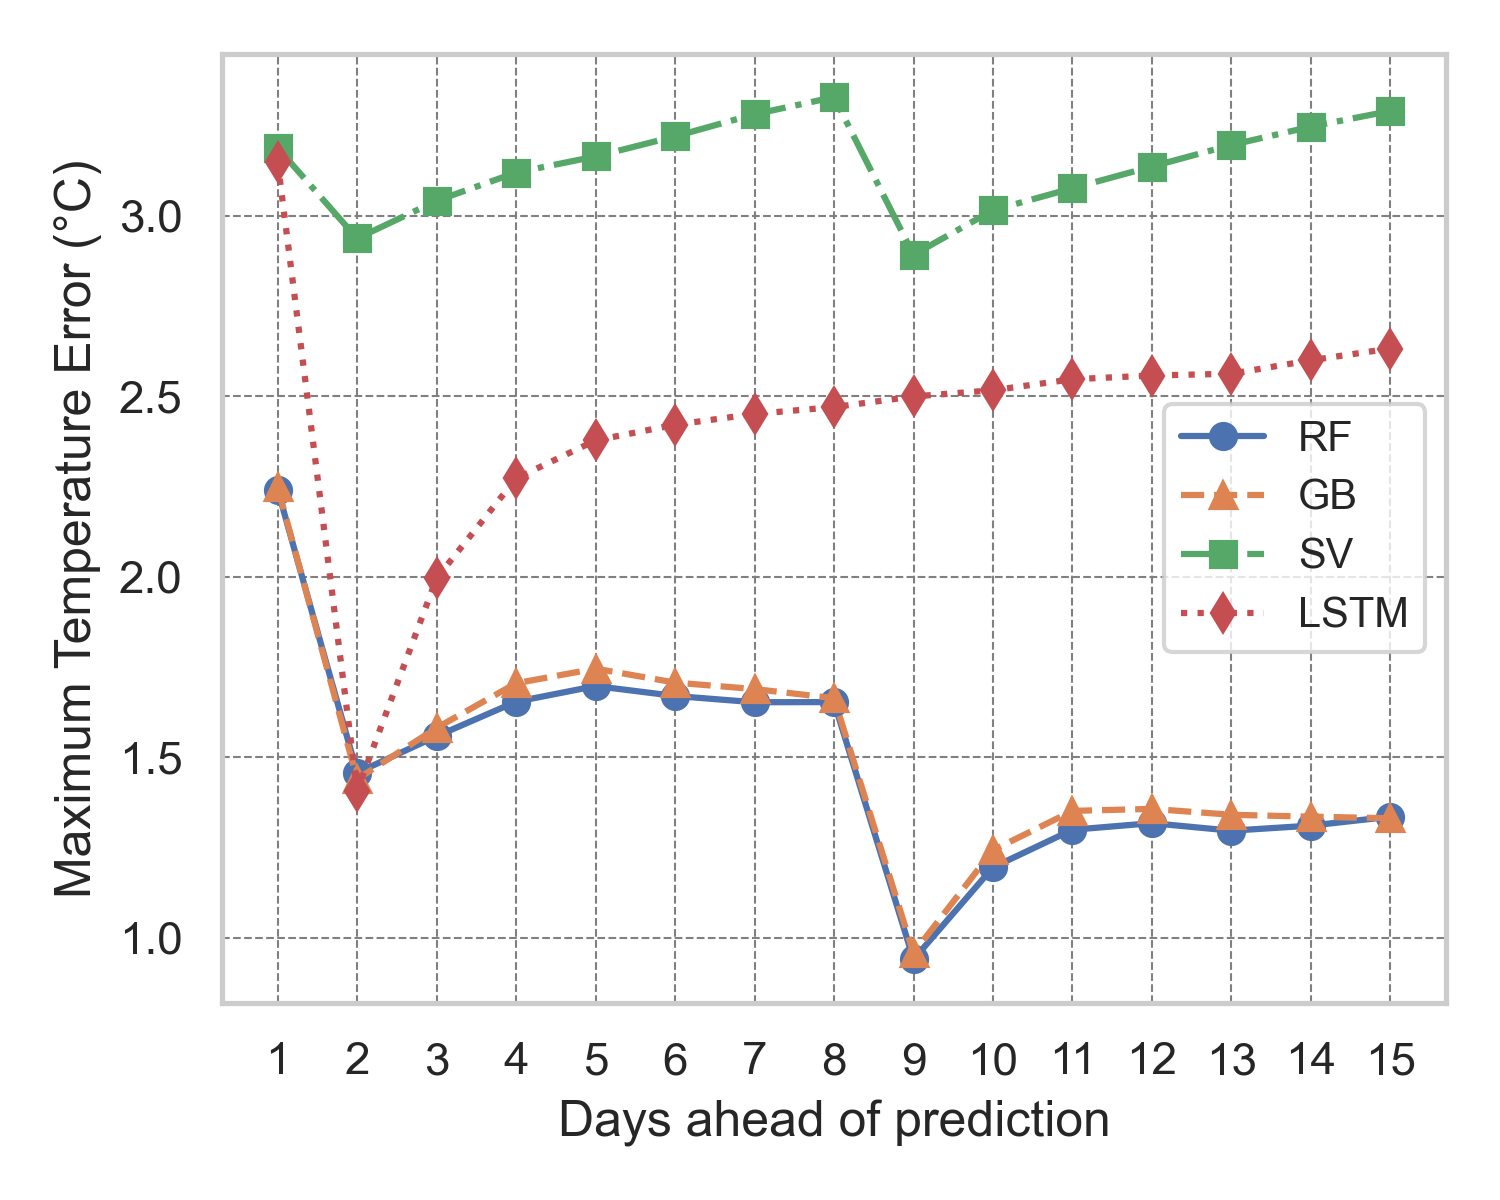 Maximum Temperature Error (°C)
3.0
2.5
2.0
1.5
1.0
RF
GB
SV
LSTM
1 2 3 4 5 6 7 8 9 10 11 12 13 14 15
Days ahead of prediction